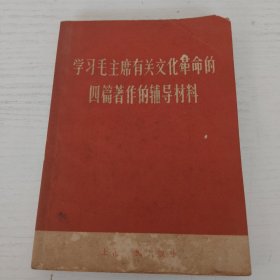 学习毛主席有关文化革命的
四篇著作的辅导材料
上